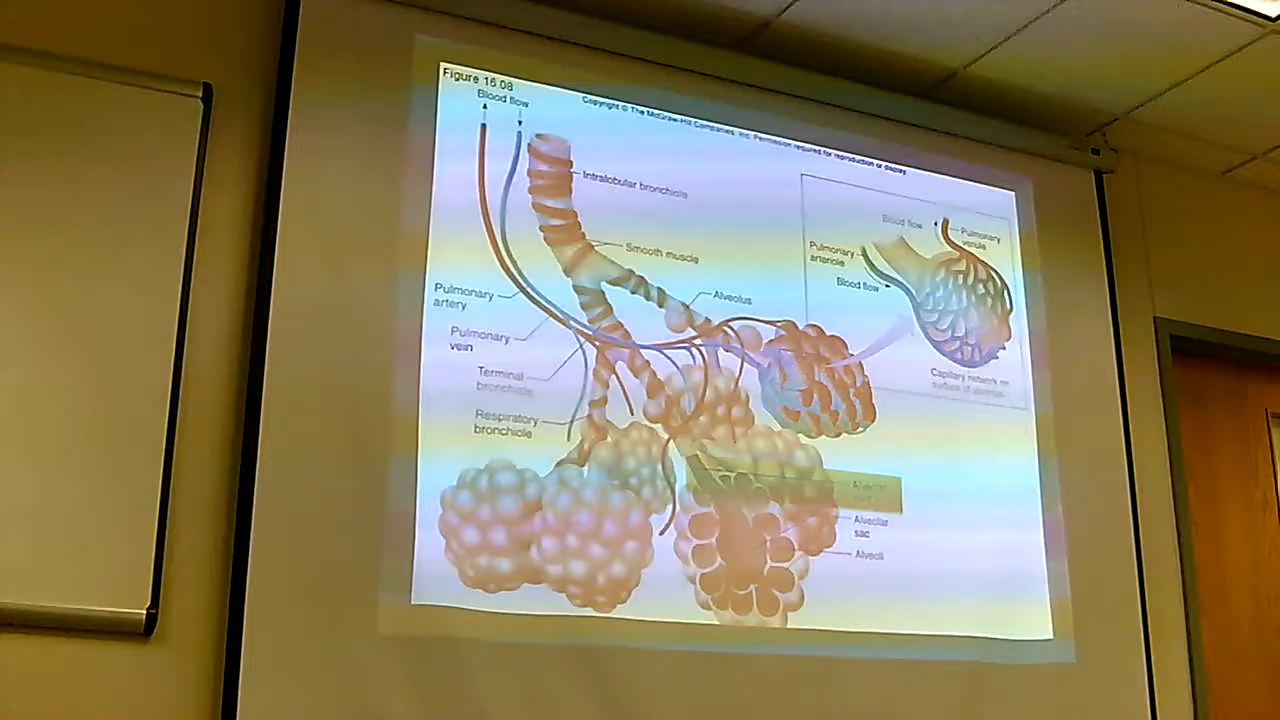 Figure 16.08
Blood flow
Copyright © The McGraw-Hill Companies, Inc. Permission required for reproduction or display.
Intralobular bronchiole
Smooth muscle
Pulmonary
artery
Alveolus
Pulmonary
vein
Terminal
bronchiole
Respiratory
bronchiole
Blood flow
Pulmonary
venule
Pulmonary
arteriole
Blood flow
Capillary network on
surface of alveolus
Alveolar
Alveolar
sac
Alveoli